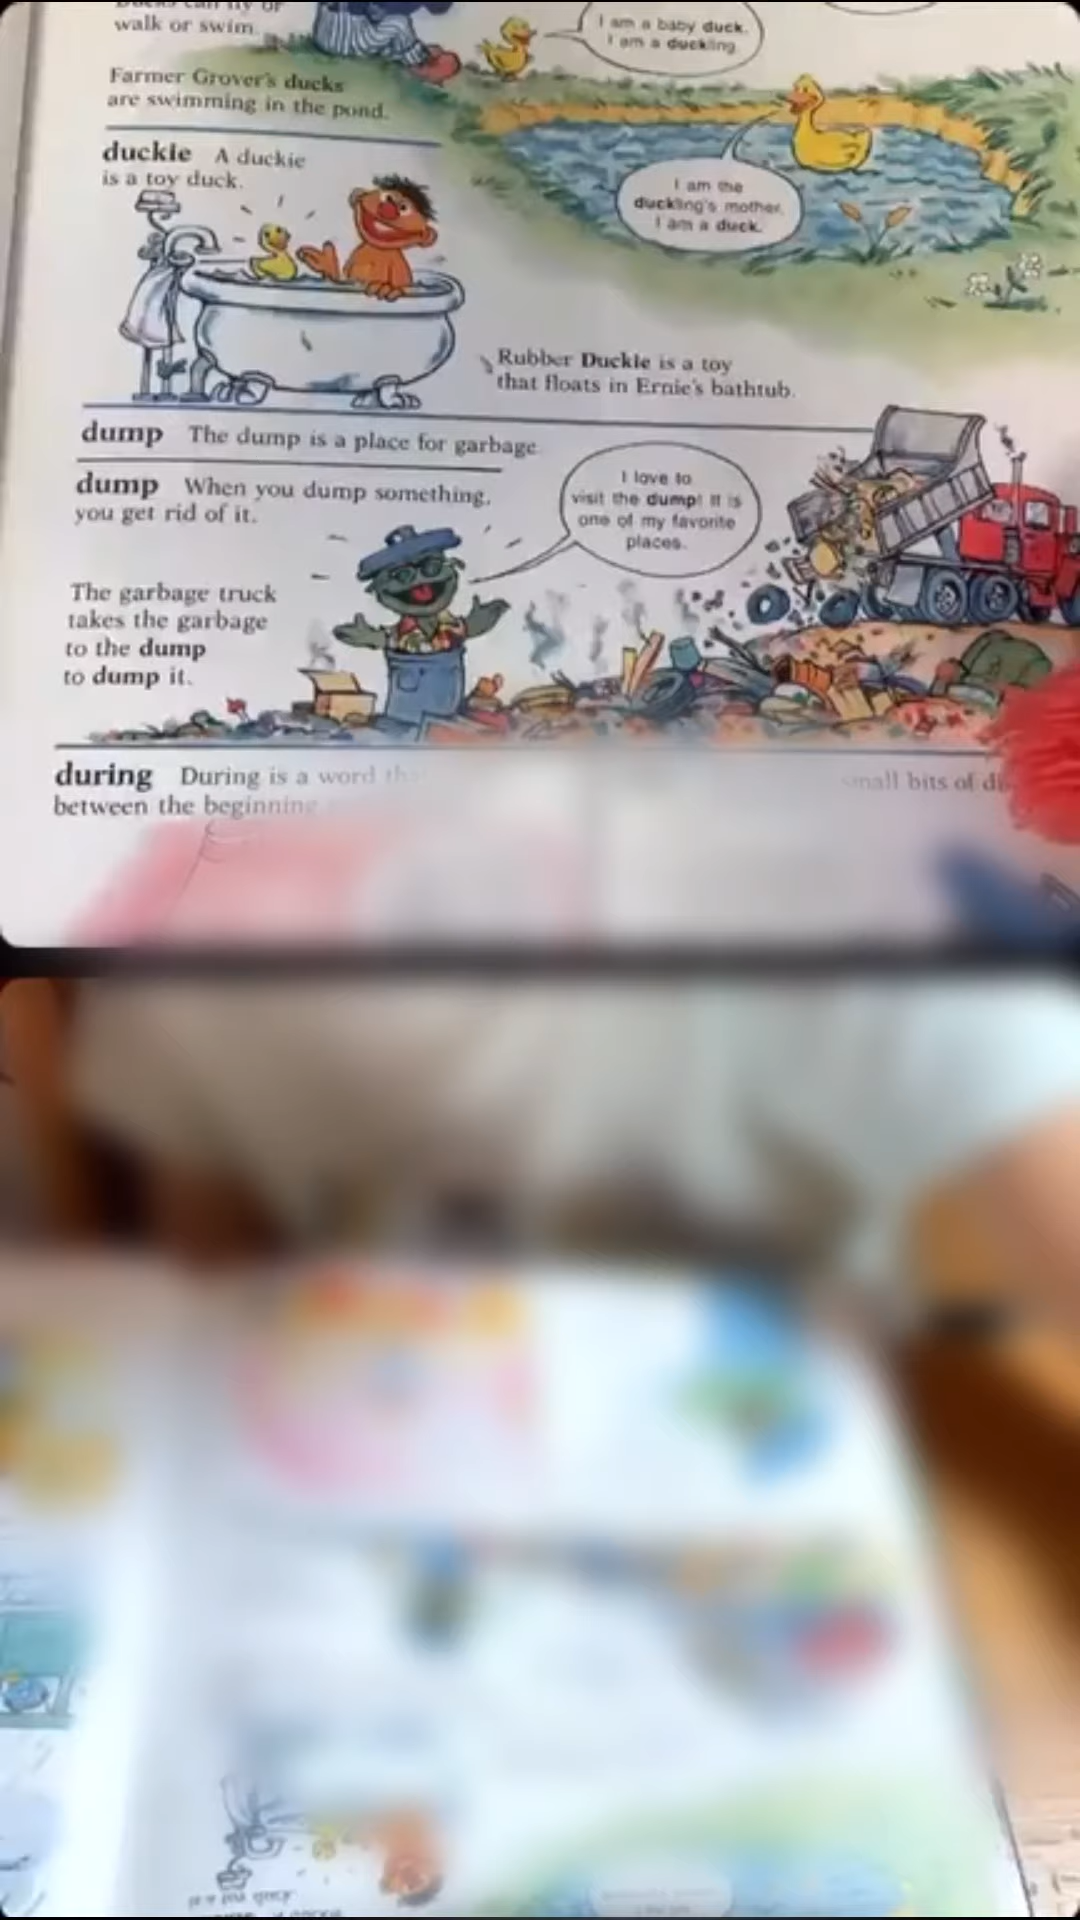 walk or swim.
I am a baby duck.
I am a duckling.
Farmer Grover's ducks
are swimming in the pond.
duckie A duckie
is a toy duck.
I am the
duckling's mother.
I am a duck.
Rubber Duckie is a toy
that floats in Ernie's bathtub.
dump The dump is a place for garbage.
dump When you dump something,
you get rid of it.
I love to
visit the dump! It is
one of my favorite
places.
The garbage truck
takes the garbage
to the dump
to dump it.
during During is a word
between the beginning
small bits of